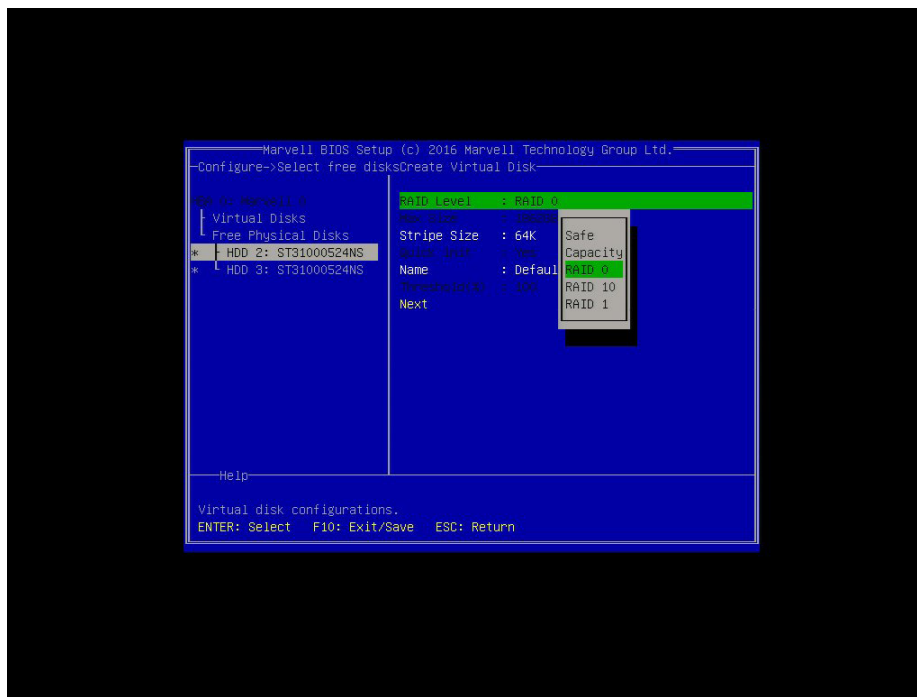 Marvell BIOS Setup (c) 2016 Marvell Technology Group Ltd.
Configure->Select free disksCreate Virtual Disk
Virtual Disks
Free Physical Disks
* HDD 2: ST31000524NS
* HDD 3: ST31000524NS
RAID Level : RAID 0
Stripe Size : 64K
Name : Defaul
Threshold(%) : 100
Next
Safe
Capacity
RAID 0
RAID 10
RAID 1
Help
Virtual disk configurations.
ENTER: Select F10: Exit/Save ESC: Return